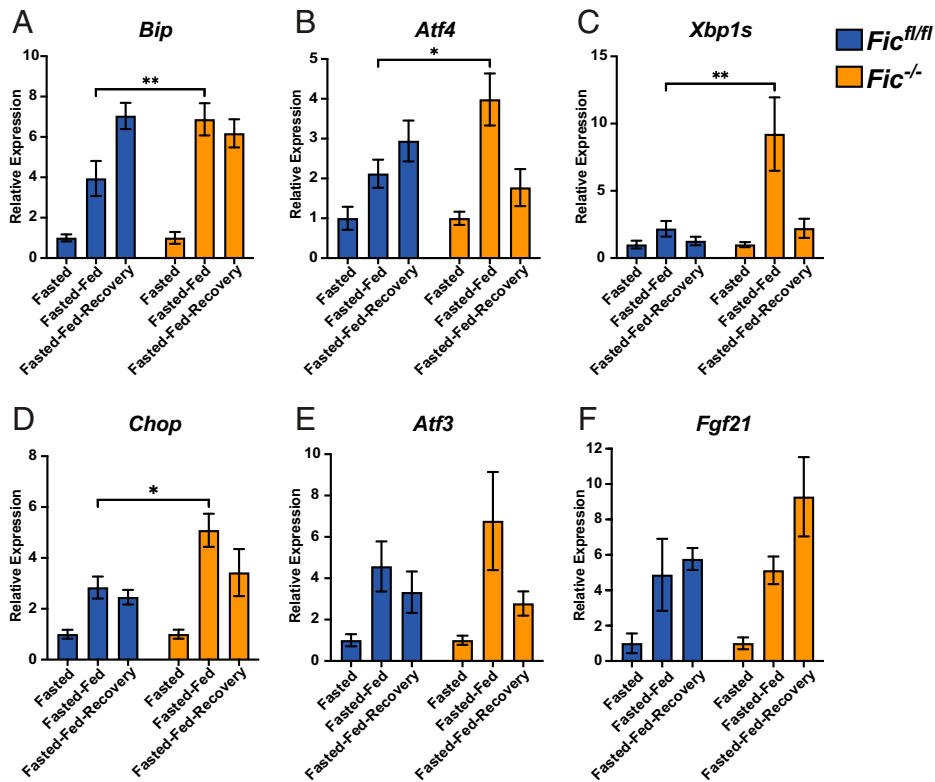 A
Bip
Relative Expression
10
8
6
4
2
0
**
Fasted
Fasted-Fed
Fasted-Fed-Recovery
Fasted
Fasted-Fed
Fasted-Fed-Recovery
B
Atf4
Relative Expression
5
4
3
2
1
0
*
Fasted
Fasted-Fed
Fasted-Fed-Recovery
Fasted
Fasted-Fed
Fasted-Fed-Recovery
C
Xbp1s
Relative Expression
15
10
5
0
**
Fasted
Fasted-Fed
Fasted-Fed-Recovery
Fasted
Fasted-Fed
Fasted-Fed-Recovery
Fic^fl/fl
Fic^-/-
D
Chop
Relative Expression
8
6
4
2
0
*
Fasted
Fasted-Fed
Fasted-Fed-Recovery
Fasted
Fasted-Fed
Fasted-Fed-Recovery
E
Atf3
Relative Expression
10
8
6
4
2
0
Fasted
Fasted-Fed
Fasted-Fed-Recovery
Fasted
Fasted-Fed
Fasted-Fed-Recovery
F
Fgf21
Relative Expression
12
10
8
6
4
2
0
Fasted
Fasted-Fed
Fasted-Fed-Recovery
Fasted
Fasted-Fed
Fasted-Fed-Recovery